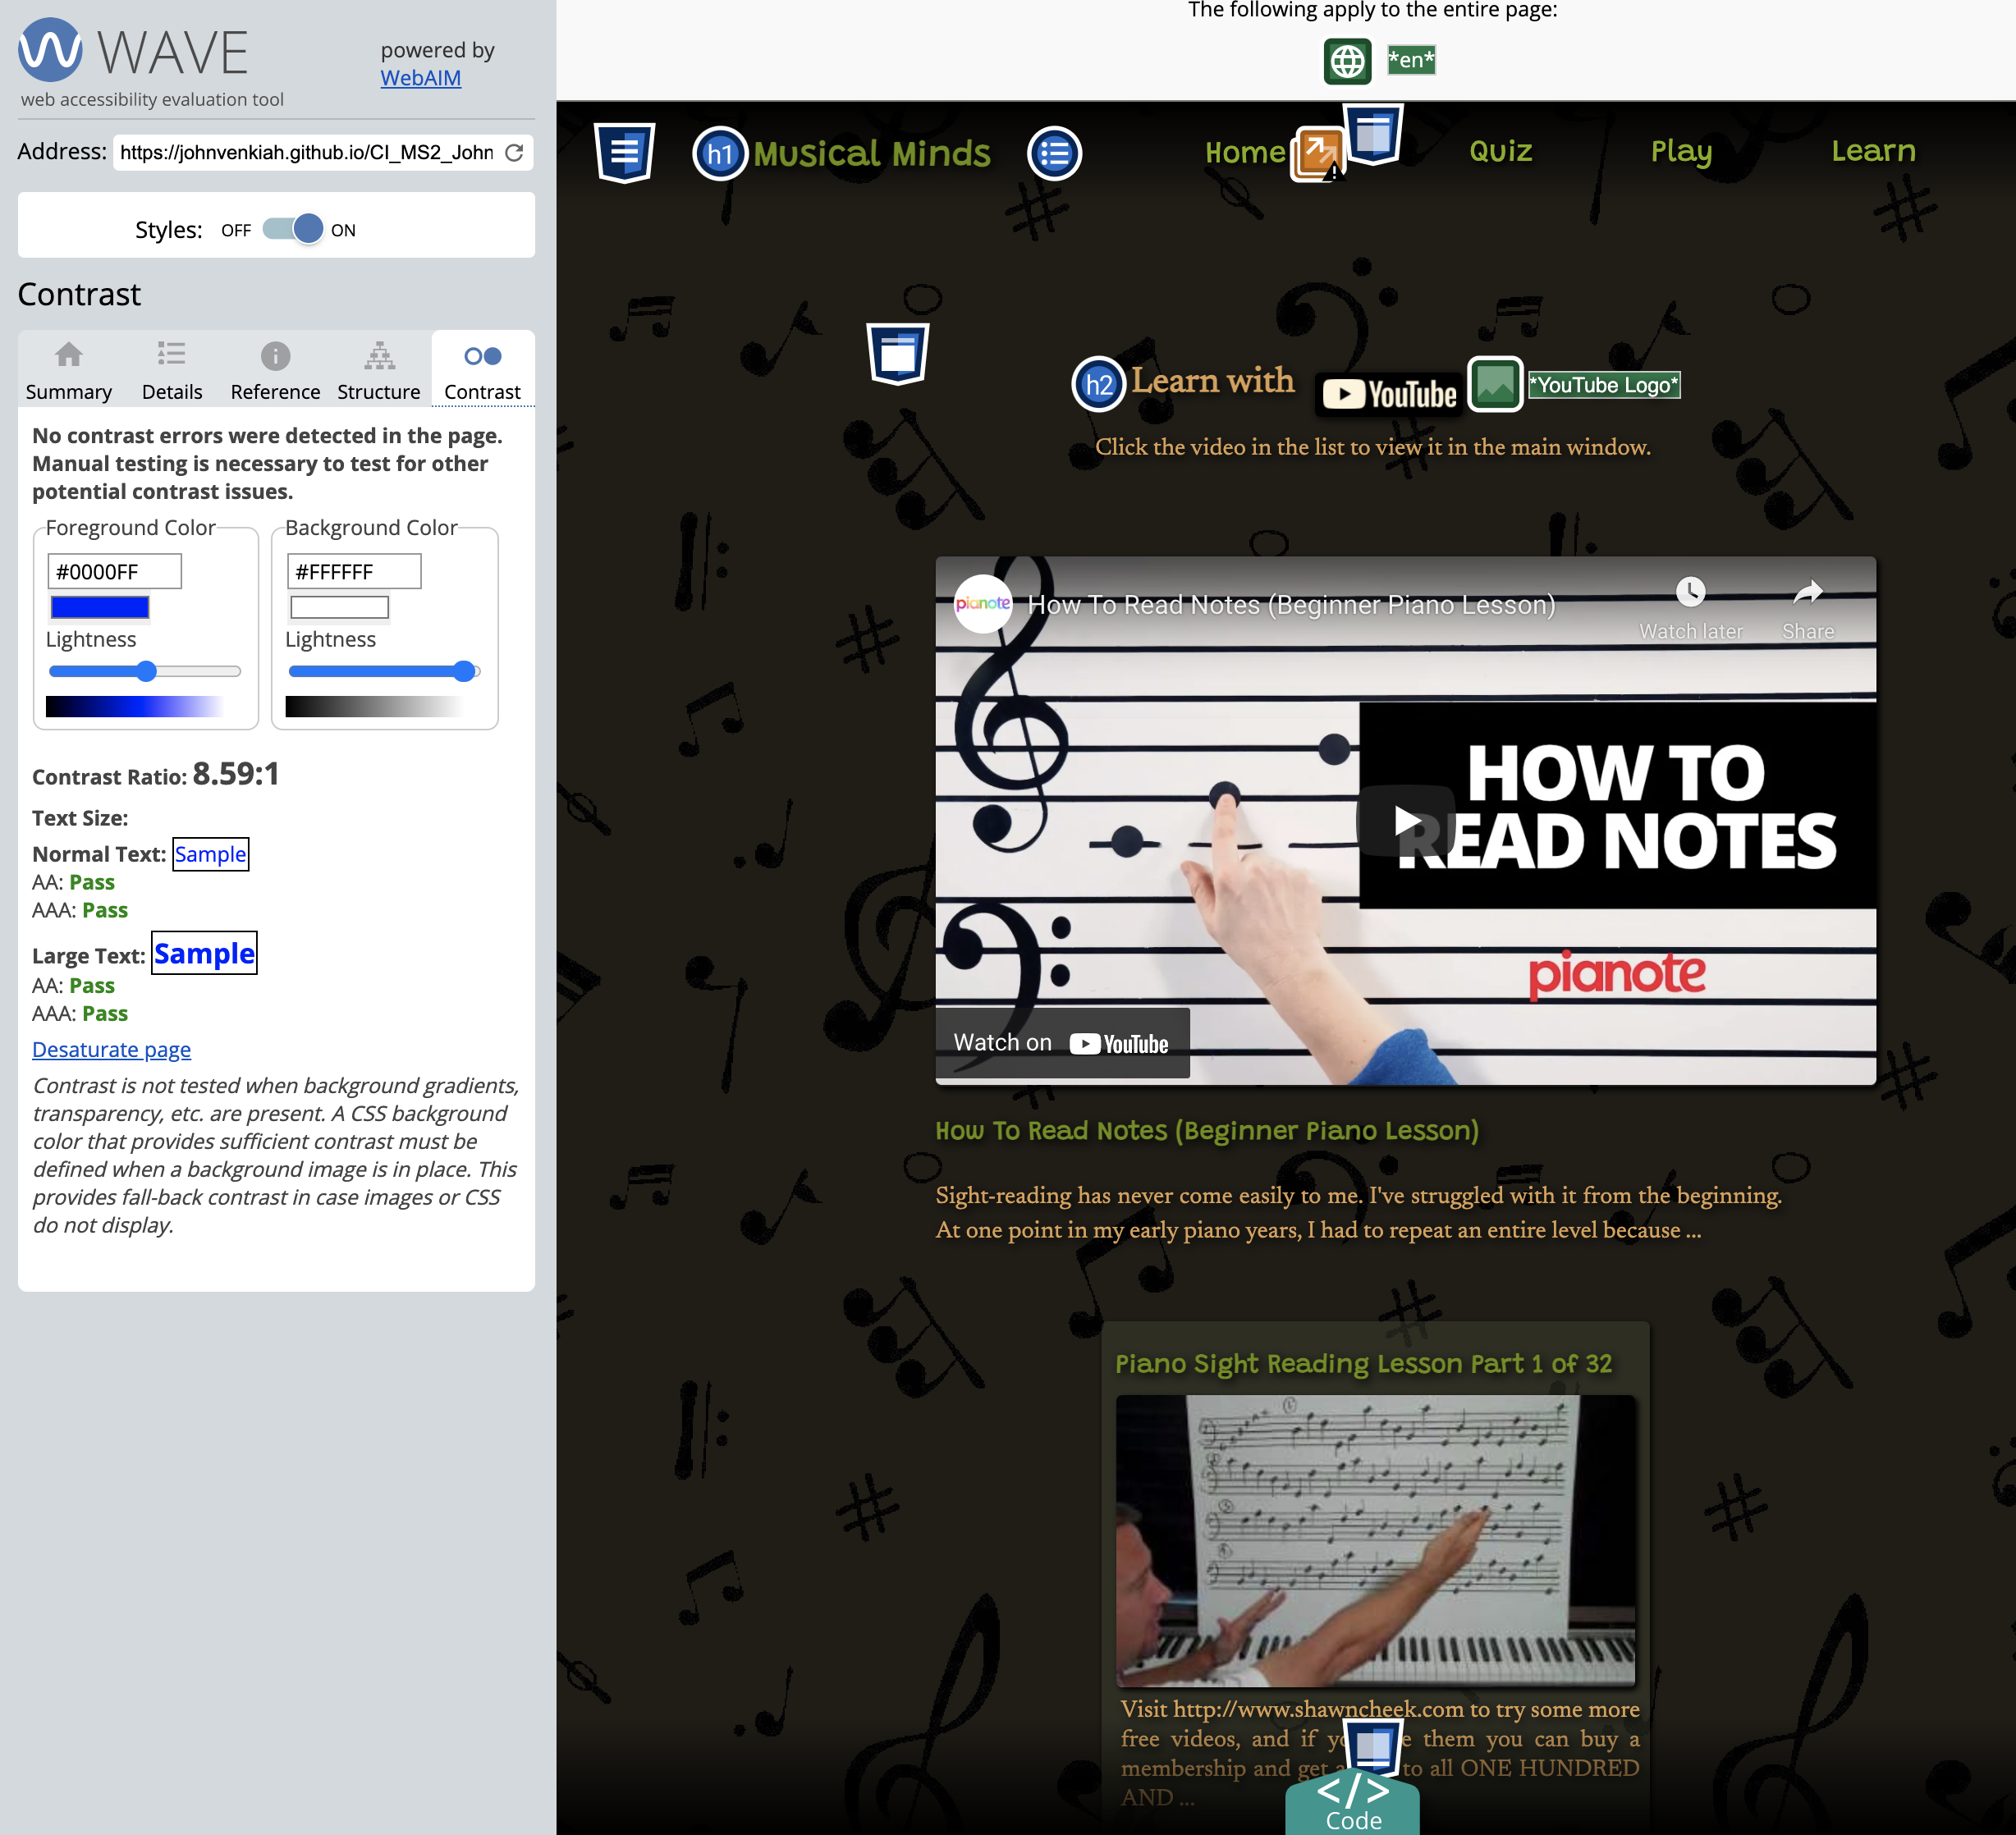 WAVE
powered by
WebAIM
web accessibility evaluation tool
Address: https://johnvenkiah.github.io/CI_MS2_John
Styles: OFF ON
Contrast
Summary Details Reference Structure Contrast
No contrast errors were detected in the page.
Manual testing is necessary to test for other
potential contrast issues.
Foreground Color Background Color
#0000FF #FFFFFF
Lightness Lightness
Contrast Ratio: 8.59:1
Text Size:
Normal Text: Sample
AA: Pass
AAA: Pass
Large Text: Sample
AA: Pass
AAA: Pass
Desaturate page
Contrast is not tested when background gradients,
transparency, etc. are present. A CSS background
color that provides sufficient contrast must be
defined when a background image is in place. This
provides fall-back contrast in case images or CSS
do not display.
The following apply to the entire page:
*en*
h1 Musical Minds Home Quiz Play Learn
h2 Learn with YouTube *YouTube Logo*
Click the video in the list to view it in the main window.
pianote How To Read Notes (Beginner Piano Lesson)
Watch later Share
HOW TO
READ NOTES
pianote
Watch on YouTube
How To Read Notes (Beginner Piano Lesson)
Sight-reading has never come easily to me. I've struggled with it from the beginning.
At one point in my early piano years, I had to repeat an entire level because ...
Piano Sight Reading Lesson Part 1 of 32
Visit http://www.shawncheek.com to try some more
free videos, and if them you can buy a
membership and get to all ONE HUNDRED
AND ...
</> 
Code